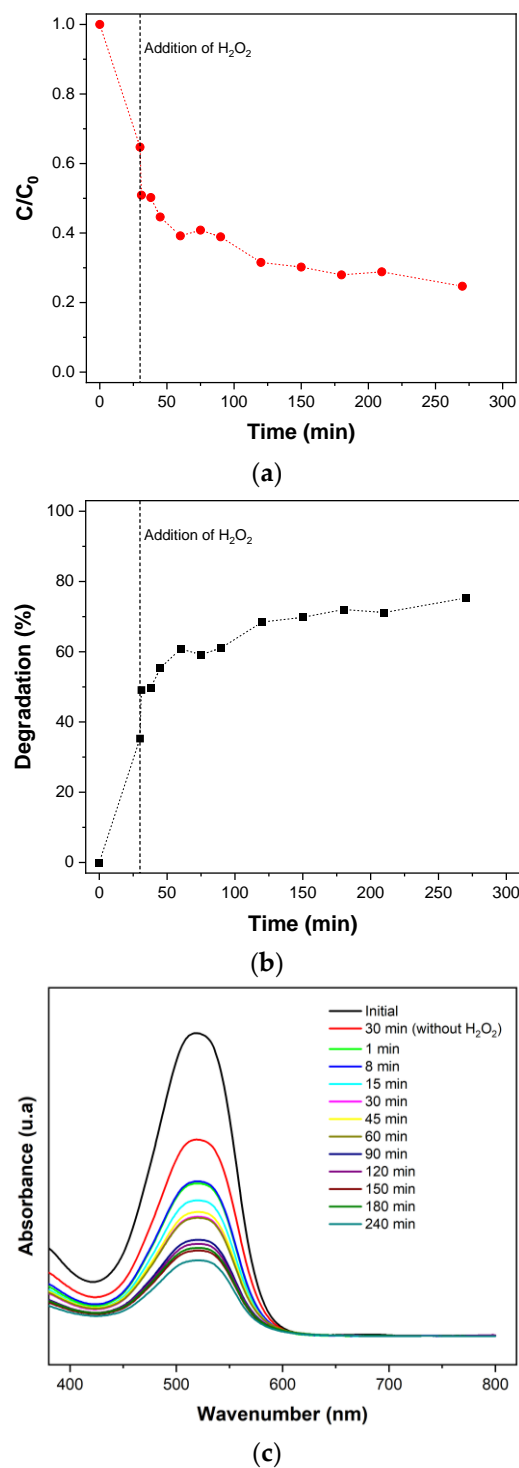 1.0
0.8
0.6
0.4
0.2
0.0
C/C₀
Addition of H₂O₂
0 50 100 150 200 250 300
Time (min)
(a)
100
80
60
40
20
0
Degradation (%)
Addition of H₂O₂
0 50 100 150 200 250 300
Time (min)
(b)
Absorbance (u.a)
Initial
30 min (without H₂O₂)
1 min
8 min
15 min
30 min
45 min
60 min
90 min
120 min
150 min
180 min
240 min
400 500 600 700 800
Wavenumber (nm)
(c)